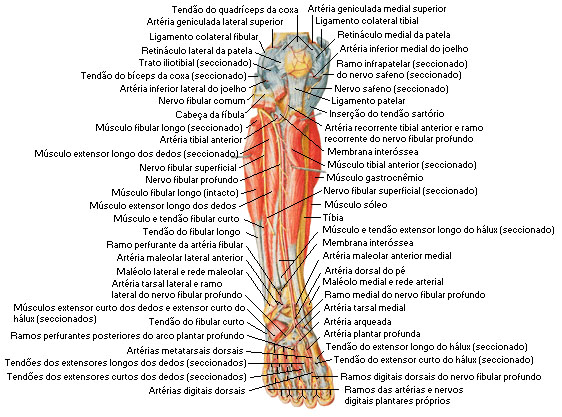 Tendão do quadríceps da coxa
Artéria geniculada lateral superior
Ligamento colateral fibular
Retináculo lateral da patela
Trato iliotibial (seccionado)
Tendão do bíceps da coxa (seccionado)
Artéria inferior lateral do joelho
Nervo fibular comum
Cabeça da fíbula
Músculo fibular longo (seccionado)
Artéria tibial anterior
Músculo extensor longo dos dedos (seccionado)
Nervo fibular superficial
Nervo fibular profundo
Músculo fibular longo (intacto)
Músculo extensor longo dos dedos
Músculo e tendão fibular curto
Tendão do fibular longo
Ramo perfurante da artéria fibular
Artéria maleolar lateral anterior
Maléolo lateral e rede maleolar
Artéria tarsal lateral e ramo
lateral do nervo fibular profundo
Músculos extensor curto dos dedos e extensor curto do
hálux (seccionados)
Tendão do fibular curto
Ramos perfurantes posteriores do arco plantar profundo
Artérias metatarsais dorsais
Tendões dos extensores longos dos dedos (seccionados)
Tendões dos extensores curtos dos dedos (seccionados)
Artérias digitais dorsais
Artéria geniculada medial superior
Ligamento colateral tibial
Retináculo medial da patela
Artéria inferior medial do joelho
Ramo infrapatelar (seccionado)
do nervo safeno (seccionado)
Nervo safeno (seccionado)
Ligamento patelar
Inserção do tendão sartório
Artéria recorrente tibial anterior e ramo
recorrente do nervo fibular profundo
Membrana interóssea
Músculo tibial anterior (seccionado)
Músculo gastrocnêmio
Nervo fibular superficial (seccionado)
Músculo sóleo
Tíbia
Músculo e tendão extensor longo do hálux (seccionado)
Membrana interóssea
Artéria maleolar anterior medial
Artéria dorsal do pé
Maléolo medial e rede arterial
Ramo medial do nervo fibular profundo
Artéria tarsal medial
Artéria arqueada
Artéria plantar profunda
Tendão do extensor longo do hálux (seccionado)
Tendão do extensor curto do hálux (seccionado)
Ramos digitais dorsais do nervo fibular profundo
Ramos das artérias e nervos
digitais plantares próprios